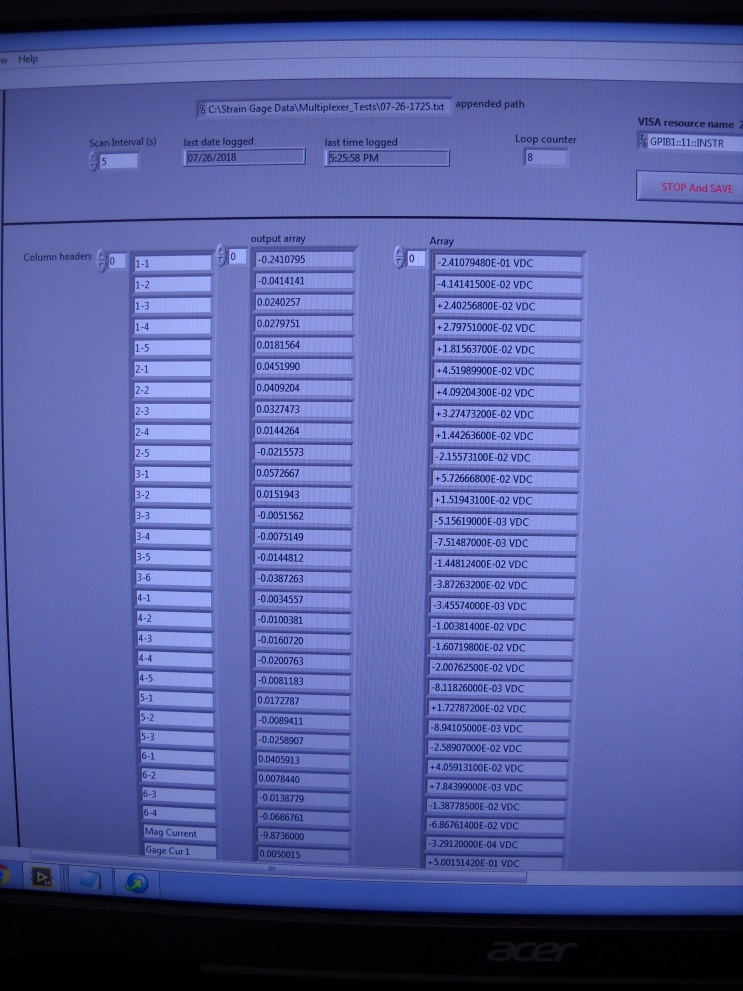 w Help
C:\Strain Gage Data\Multiplexer_Tests\07-26-1725.txt appended path
VISA resource name 2
Scan Interval (s) last date logged last time logged Loop counter
5 07/26/2018 5:25:58 PM 8 GPIB1::11::INSTR
STOP And SAVE
output array Array
Column headers 0 0 0
1-1 -0.2410795 -2.41079480E-01 VDC
1-2 -0.0414141 -4.14141500E-02 VDC
1-3 0.0240257 +2.40256800E-02 VDC
1-4 0.0279751 +2.79751000E-02 VDC
1-5 0.0181564 +1.81563700E-02 VDC
2-1 0.0451990 +4.51989900E-02 VDC
2-2 0.0409204 +4.09204300E-02 VDC
2-3 0.0327473 +3.27473200E-02 VDC
2-4 0.0144264 +1.44263600E-02 VDC
2-5 -0.0215573 -2.15573100E-02 VDC
3-1 0.0572667 +5.72666800E-02 VDC
3-2 0.0151943 +1.51943100E-02 VDC
3-3 -0.0051562 -5.15619000E-03 VDC
3-4 -0.0075149 -7.51487000E-03 VDC
3-5 -0.0144812 -1.44812400E-02 VDC
3-6 -0.0387263 -3.87263200E-02 VDC
4-1 -0.0034557 -3.45574000E-03 VDC
4-2 -0.0100381 -1.00381400E-02 VDC
4-3 -0.0160720 -1.60719800E-02 VDC
4-4 -0.0200763 -2.00762500E-02 VDC
4-5 -0.0081183 -8.11826000E-03 VDC
5-1 0.0172787 +1.72787200E-02 VDC
5-2 -0.0089411 -8.94105000E-03 VDC
5-3 -0.0258907 -2.58907000E-02 VDC
6-1 0.0405913 +4.05913100E-02 VDC
6-2 0.0078440 +7.84399000E-03 VDC
6-3 -0.0138779 -1.38778500E-02 VDC
6-4 -0.0686761 -6.86761400E-02 VDC
Mag Current -9.8736000 -3.29120000E-04 VDC
Gage Cur 1 0.0050015 +5.00151420E-01 VDC
acer